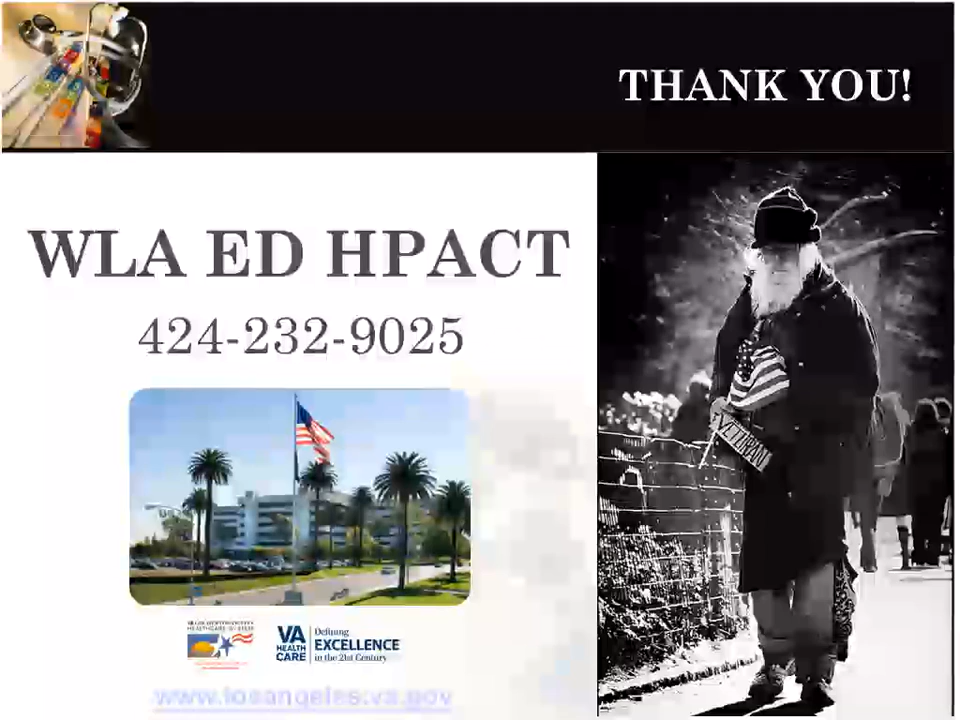 THANK YOU!
WLA ED HPACT
424-232-9025
VETERAN
VA
HEALTH
CARE
Defining
EXCELLENCE
in the 21st Century
www.losangeles.va.gov